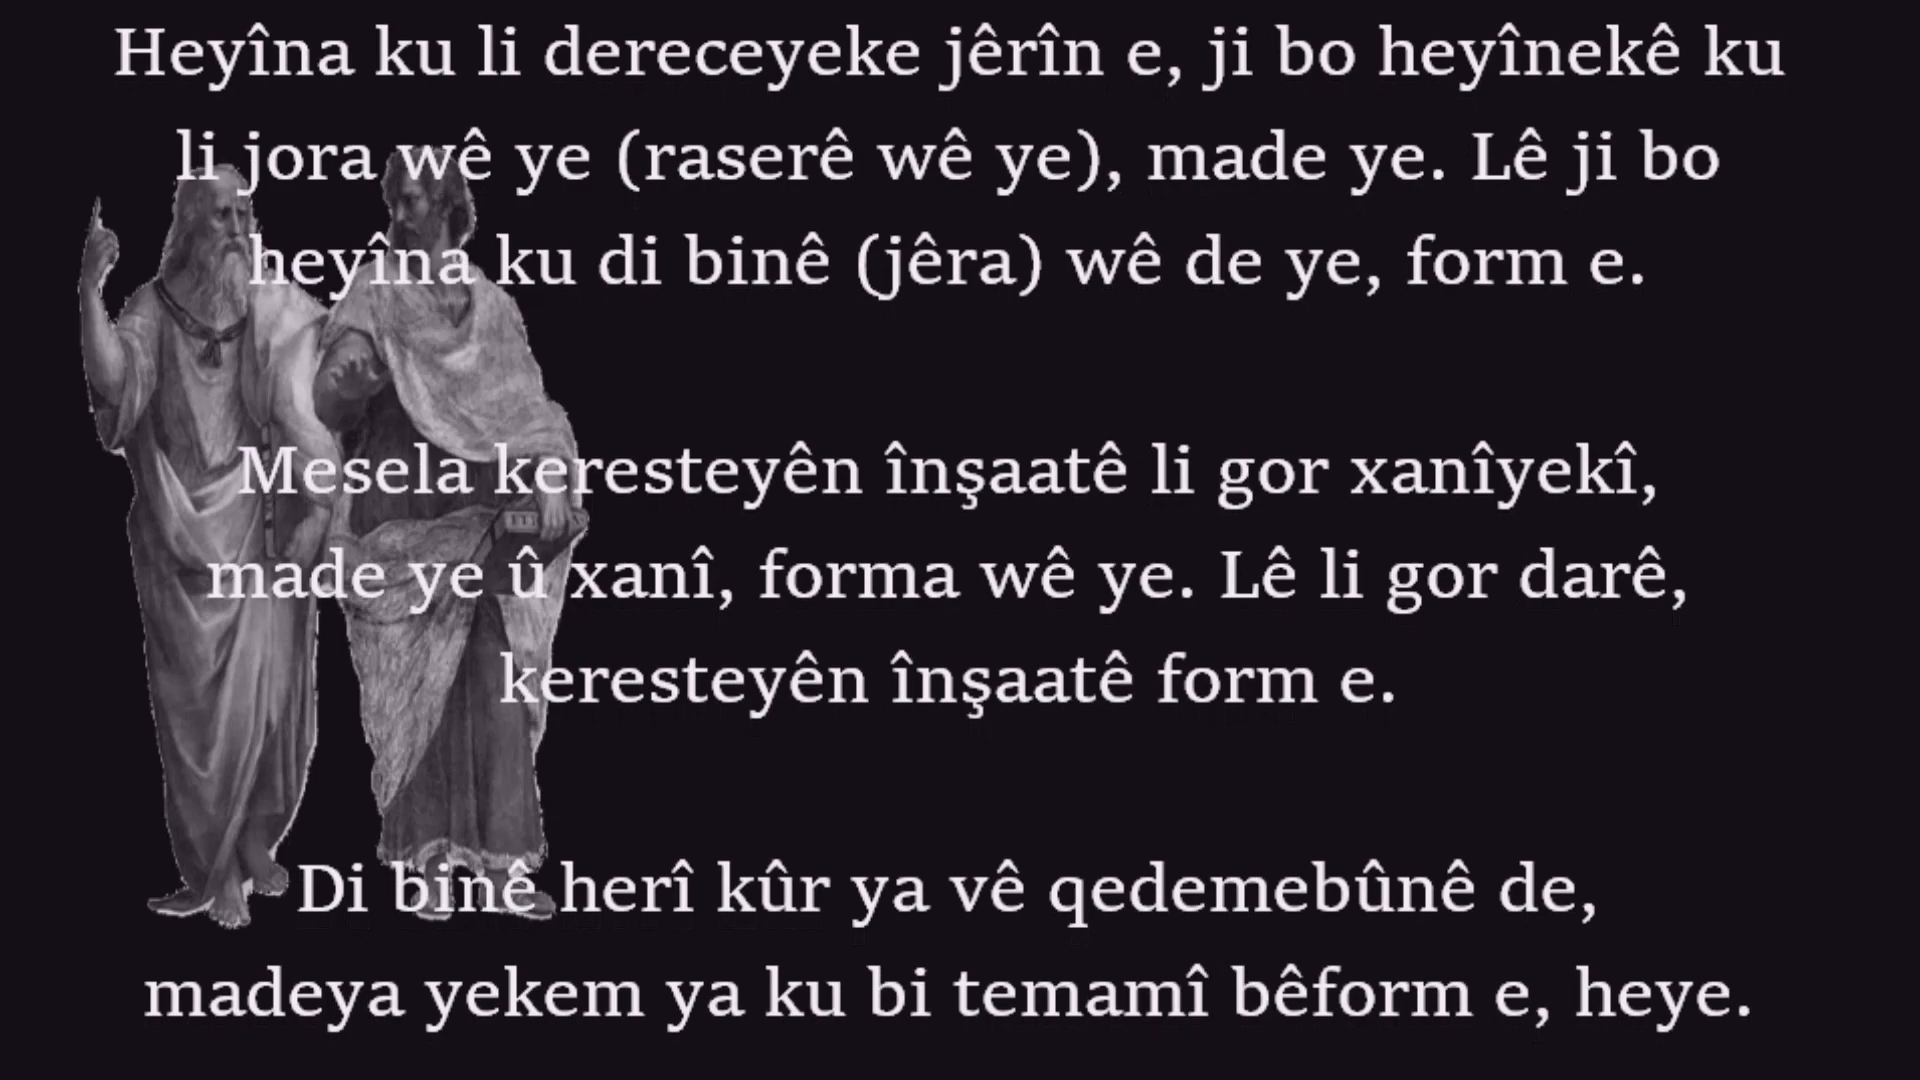 Heyîna ku li dereceyeke jêrîn e, ji bo heyînekê ku
li jora wê ye (raserê wê ye), made ye. Lê ji bo
heyîna ku di binê (jêra) wê de ye, form e.
Mesela keresteyên înşaatê li gor xanîyekî,
made ye û xanî, forma wê ye. Lê li gor darê,
keresteyên înşaatê form e.
Di binê herî kûr ya vê qedemebûnê de,
madeya yekem ya ku bi temamî bêform e, heye.